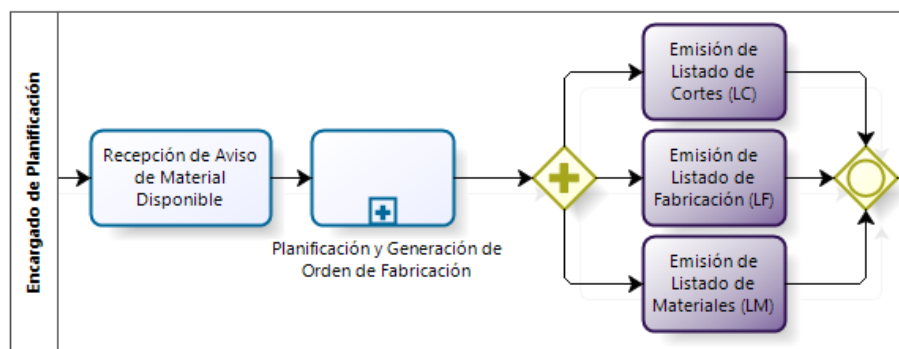 Encargado de Planificación
Recepción de Aviso
de Material
Disponible
Planificación y Generación de
Orden de Fabricación
Emisión de
Listado de
Cortes (LC)
Emisión de
Listado de
Fabricación (LF)
Emisión de
Listado de
Materiales (LM)